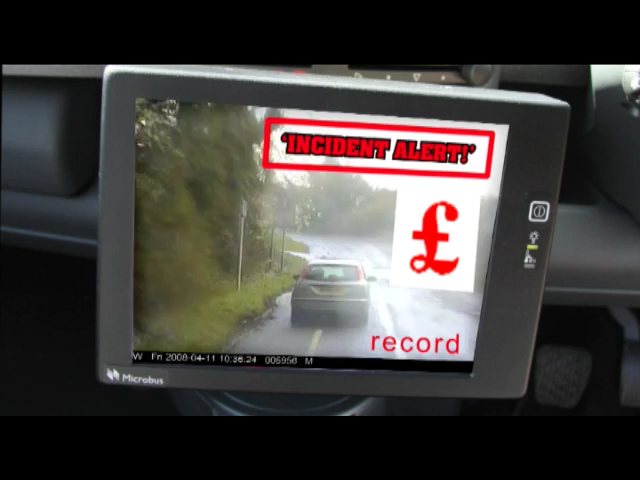 'INCIDENT ALERT!'
£
record
W Fri 2008-04-11 10:36:24 005956 M
Microbus